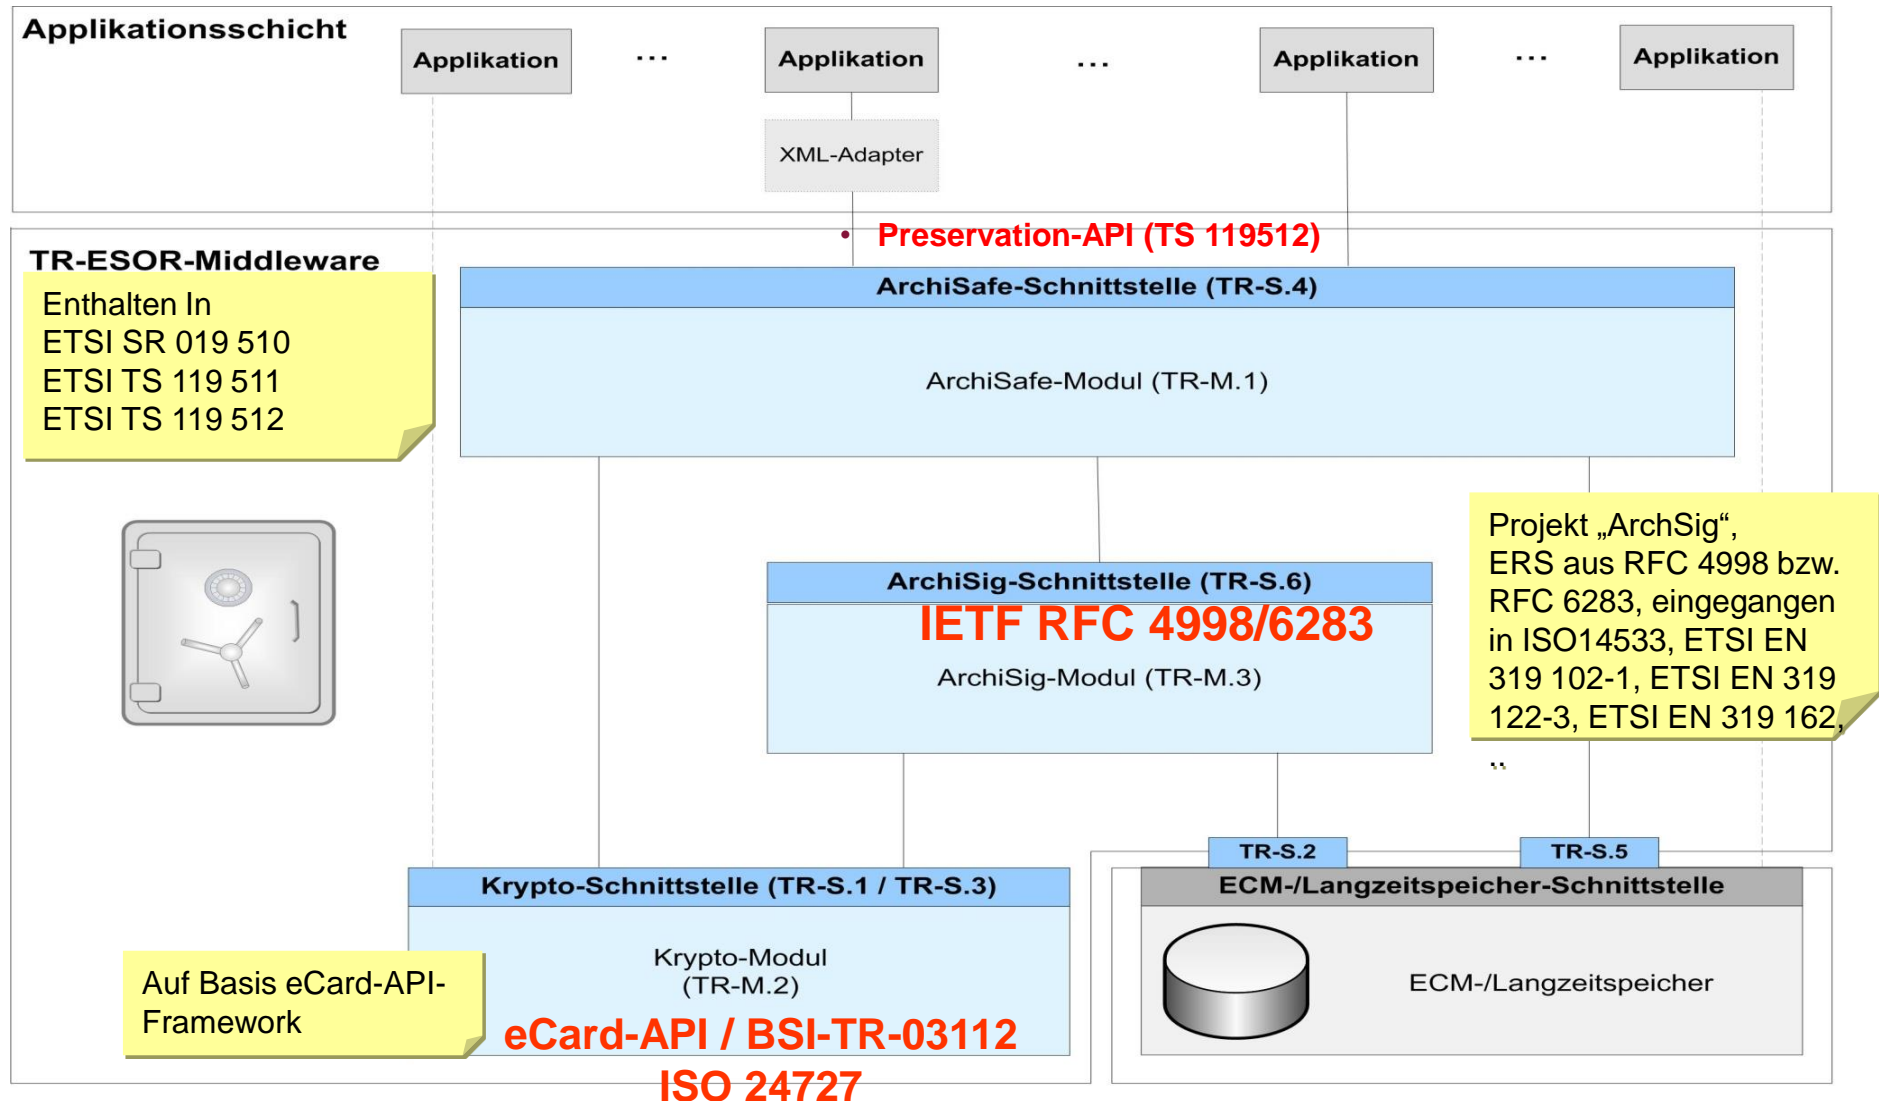 Applikationsschicht
Applikation
...
Applikation
...
Applikation
...
Applikation
XML-Adapter
• Preservation-API (TS 119512)
TR-ESOR-Middleware
Enthalten In
ETSI SR 019 510
ETSI TS 119 511
ETSI TS 119 512
ArchiSafe-Schnittstelle (TR-S.4)
ArchiSafe-Modul (TR-M.1)
Projekt „ArchSig“,
ERS aus RFC 4998 bzw.
RFC 6283, eingegangen
in ISO14533, ETSI EN
319 102-1, ETSI EN 319
122-3, ETSI EN 319 162,
..
ArchiSig-Schnittstelle (TR-S.6)
IETF RFC 4998/6283
ArchiSig-Modul (TR-M.3)
TR-S.2
TR-S.5
Krypto-Schnittstelle (TR-S.1 / TR-S.3)
Krypto-Modul
(TR-M.2)
eCard-API / BSI-TR-03112
ISO 24727
Auf Basis eCard-API-
Framework
ECM-/Langzeitspeicher-Schnittstelle
ECM-/Langzeitspeicher